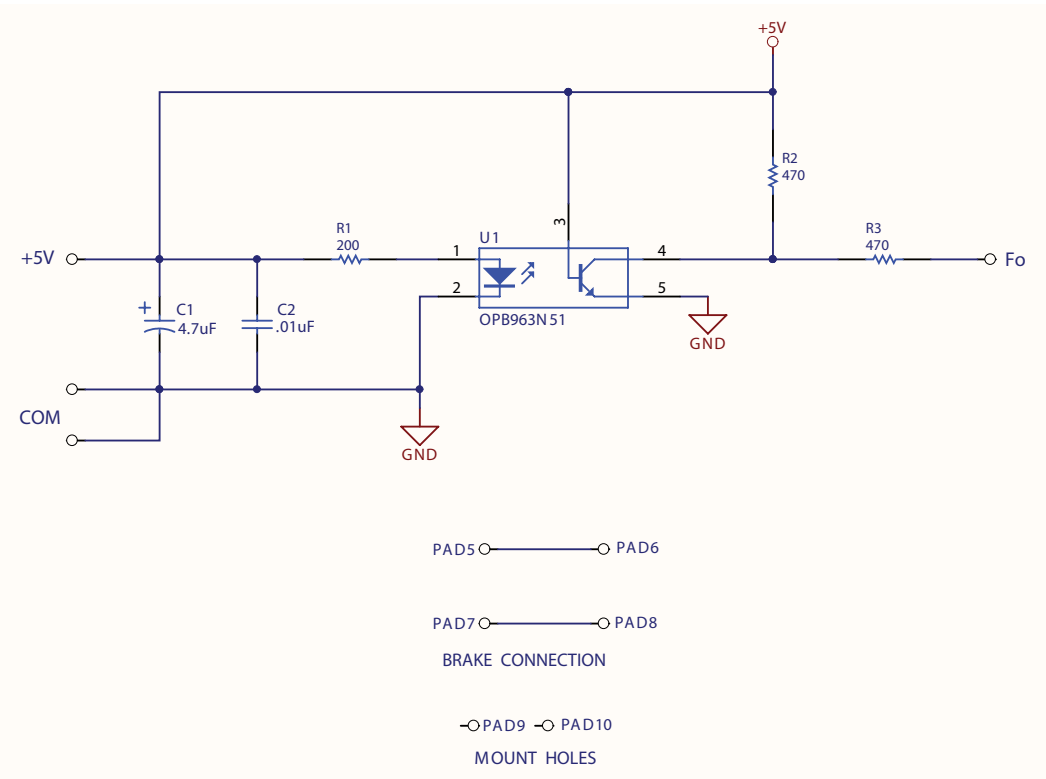 +5V
R2
470
3
R1
200
U1
1
4
R3
470
+5V
Fo
2
5
C1
4.7uF
C2
.01uF
OPB963N51
GND
COM
GND
PAD5
PAD6
PAD7
PAD8
BRAKE CONNECTION
PAD9
PAD10
MOUNT HOLES